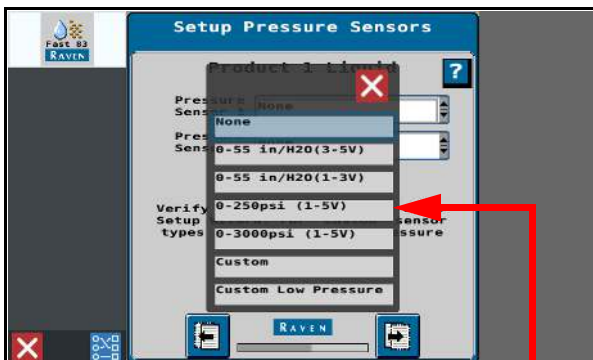 Fast 83
RAVEN
Setup Pressure Sensors
Product 1 Liquid
?
Pressure
Sensor 1
None
None
Pres
Sens
0-55 in/H2O(3-5V)
0-55 in/H2O(1-3V)
0-250psi (1-5V)
Verify
Setup
sensor
types
0-3000psi (1-5V)
ssure
Custom
Custom Low Pressure
RAVEN